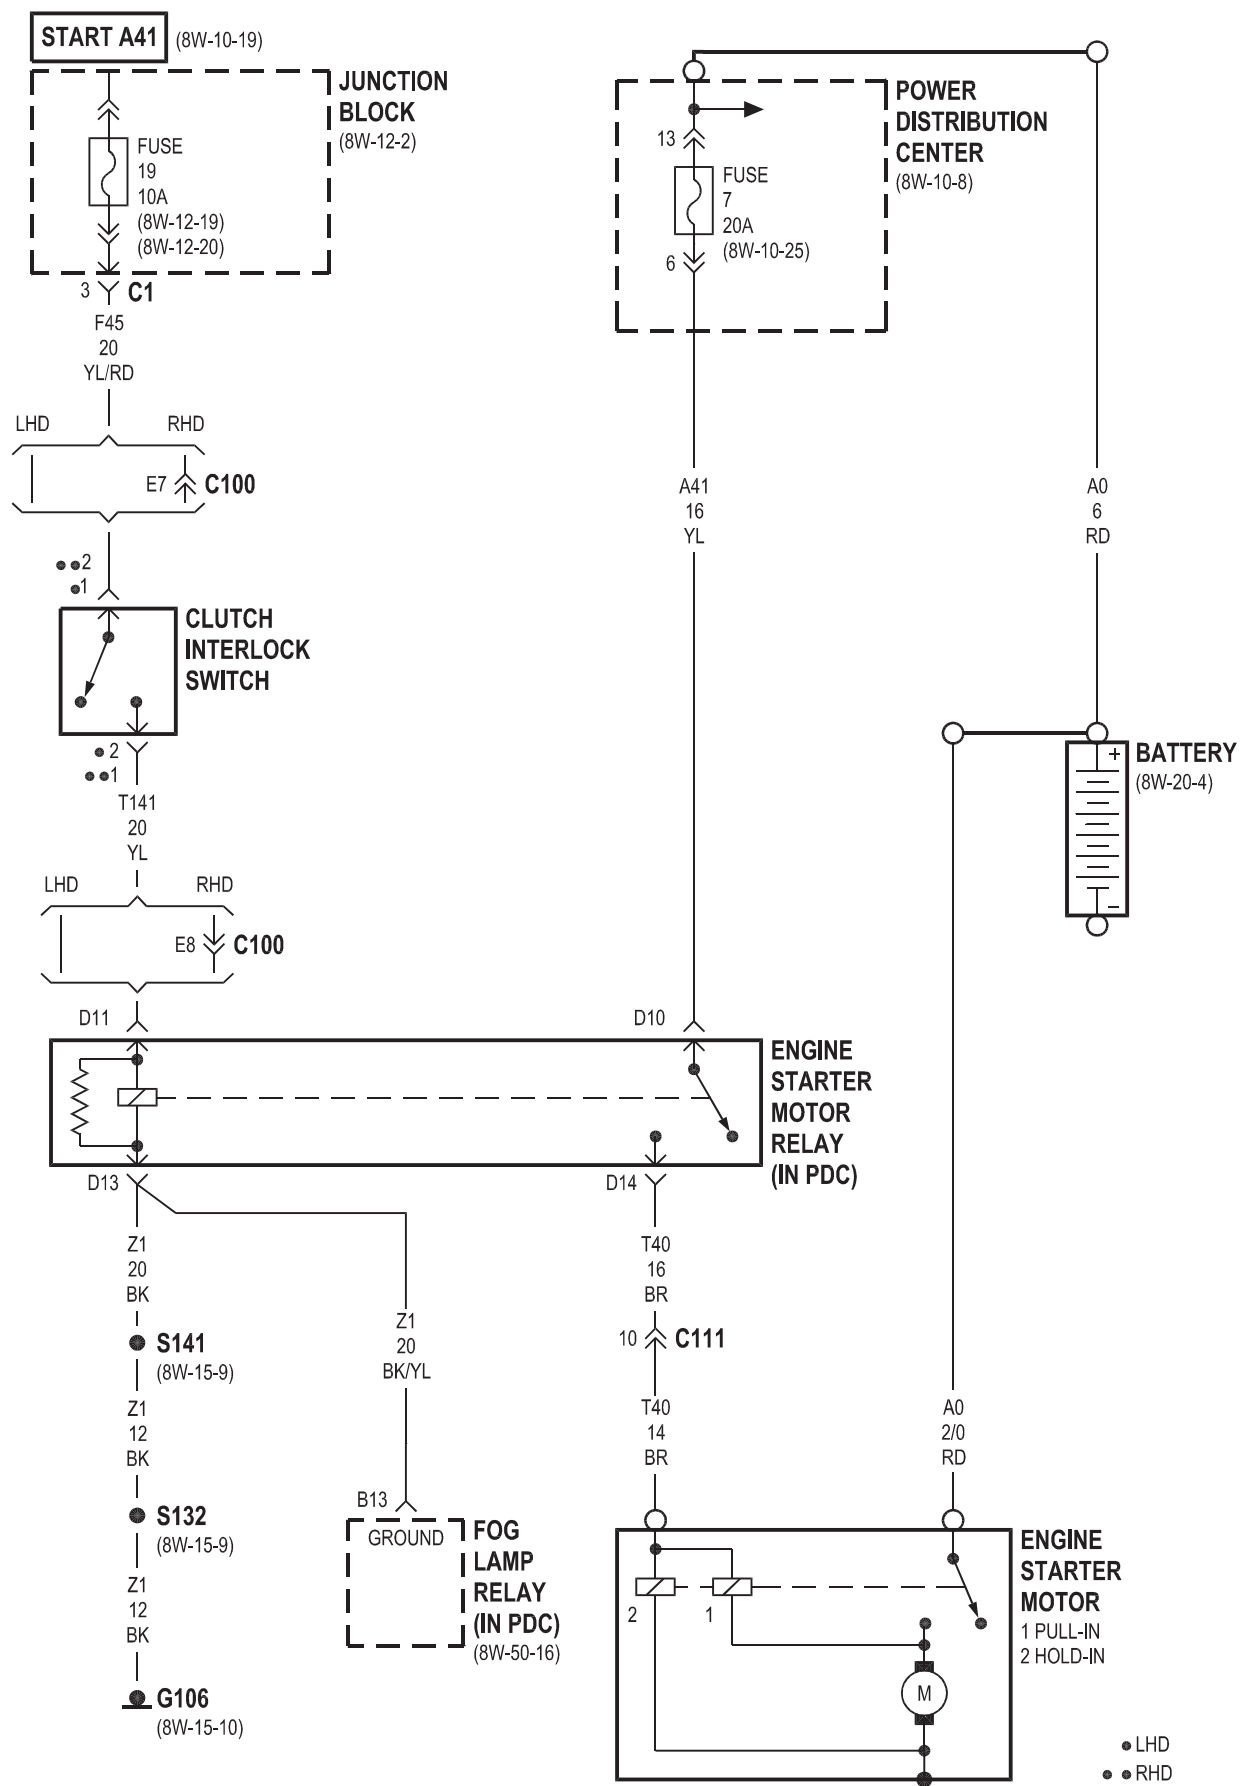 START A41 (8W-10-19)
JUNCTION
BLOCK
(8W-12-2)
FUSE
19
10A
(8W-12-19)
(8W-12-20)
3 C1
F45
20
YL/RD
LHD RHD
E7 C100
2
1
CLUTCH
INTERLOCK
SWITCH
2
1
T141
20
YL
LHD RHD
E8 C100
D11
POWER
DISTRIBUTION
CENTER
(8W-10-8)
13
FUSE
7
20A
(8W-10-25)
6
A41
16
YL
D10
A0
6
RD
+
-
BATTERY
(8W-20-4)
ENGINE
STARTER
MOTOR
RELAY
(IN PDC)
D13
Z1
20
BK
S141
(8W-15-9)
Z1
12
BK
S132
(8W-15-9)
Z1
12
BK
G106
(8W-15-10)
Z1
20
BK/YL
B13
GROUND
FOG
LAMP
RELAY
(IN PDC)
(8W-50-16)
D14
T40
16
BR
10 C111
T40
14
BR
A0
2/0
RD
2 1
M
ENGINE
STARTER
MOTOR
1 PULL-IN
2 HOLD-IN
LHD
RHD